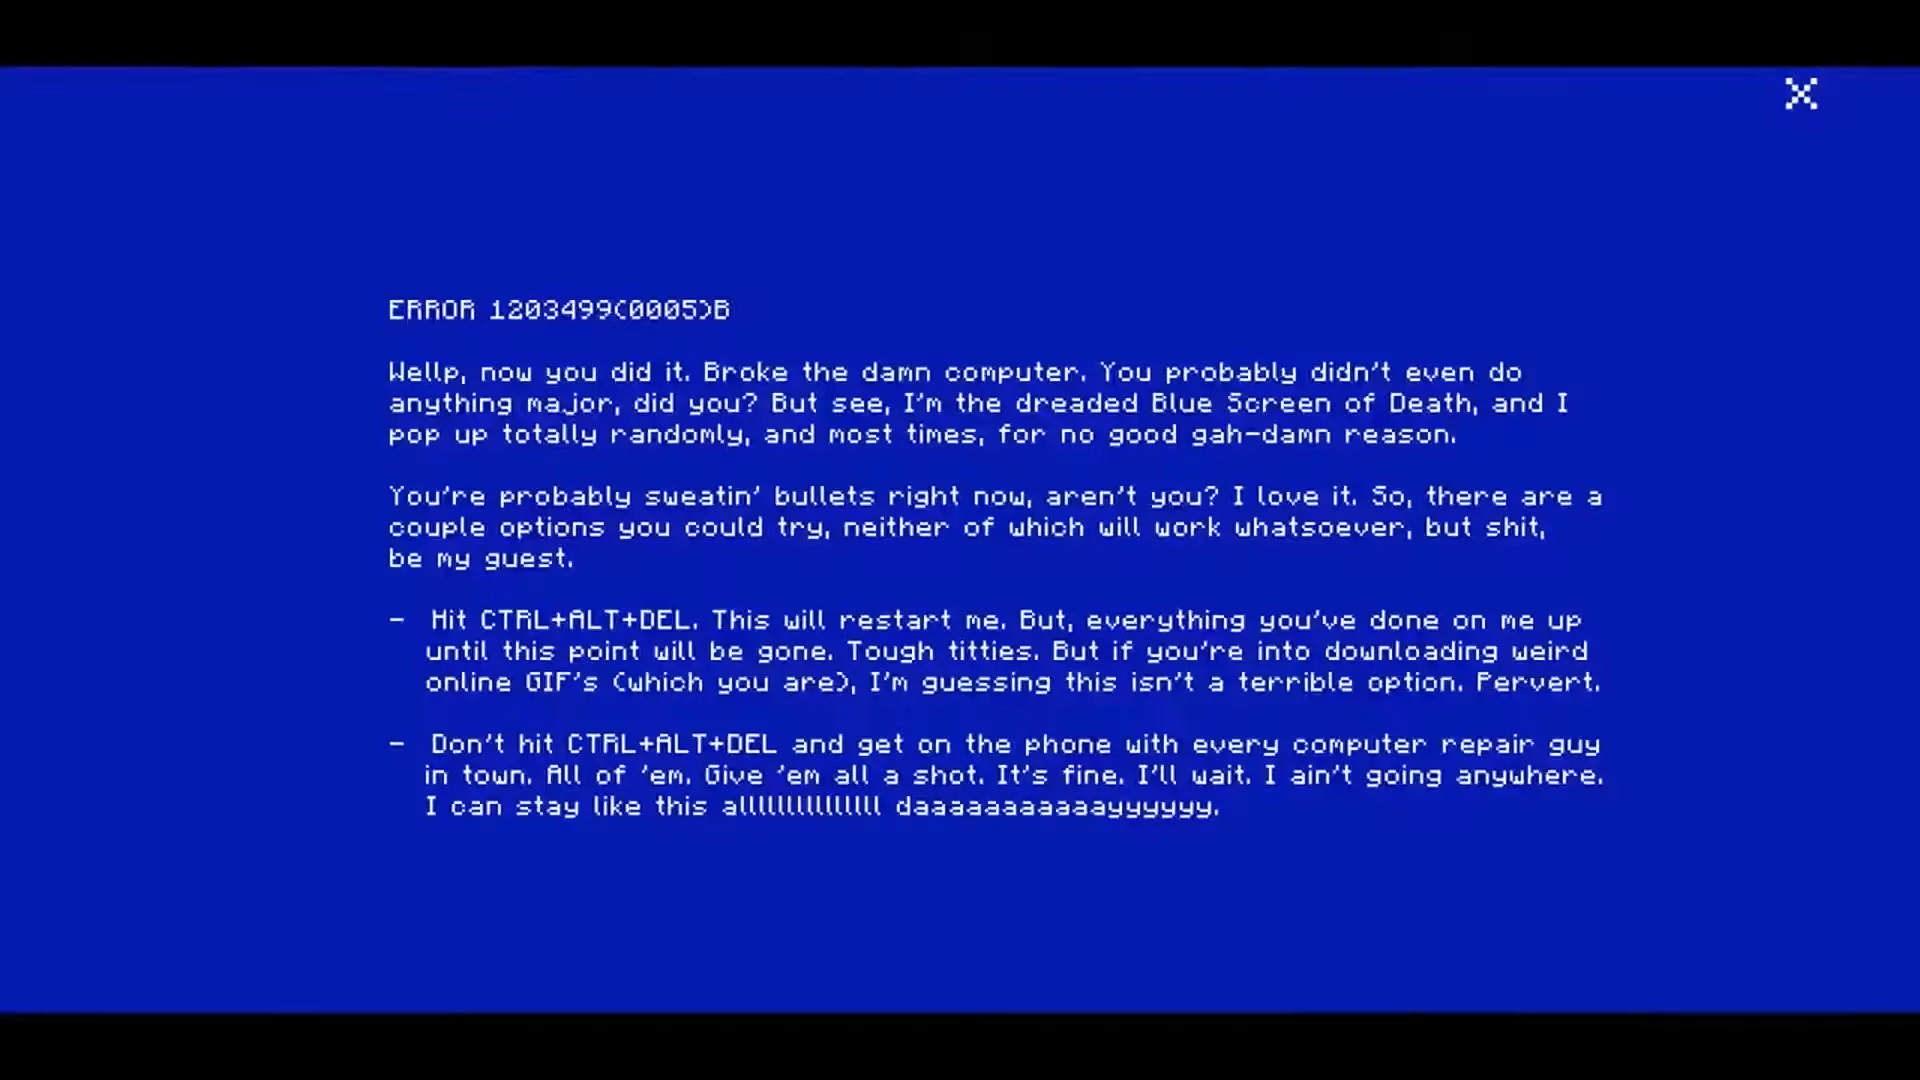 ERROR 1203499(0005)B
Wellp, now you did it. Broke the damn computer. You probably didn't even do
anything major, did you? But see, I'm the dreaded Blue Screen of Death, and I
pop up totally randomly, and most times, for no good gah-damn reason.
You're probably sweatin' bullets right now, aren't you? I love it. So, there are a
couple options you could try, neither of which will work whatsoever, but shit,
be my guest.
- Hit CTRL+ALT+DEL. This will restart me. But, everything you've done on me up
until this point will be gone. Tough titties. But if you're into downloading weird
online GIF's (which you are), I'm guessing this isn't a terrible option. Pervert.
- Don't hit CTRL+ALT+DEL and get on the phone with every computer repair guy
in town. All of 'em. Give 'em all a shot. It's fine. I'll wait. I ain't going anywhere.
I can stay like this alllllllllllllll daaaaaaaaaaaayyyyyy.